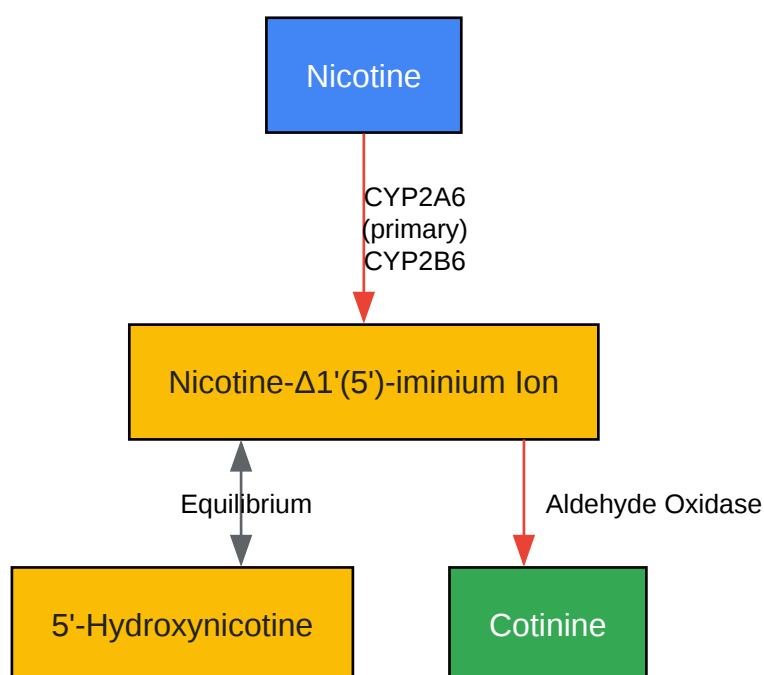 Nicotine
CYP2A6
(primary)
CYP2B6
Nicotine-Δ1'(5')-iminium Ion
Equilibrium
Aldehyde Oxidase
5'-Hydroxynicotine
Cotinine